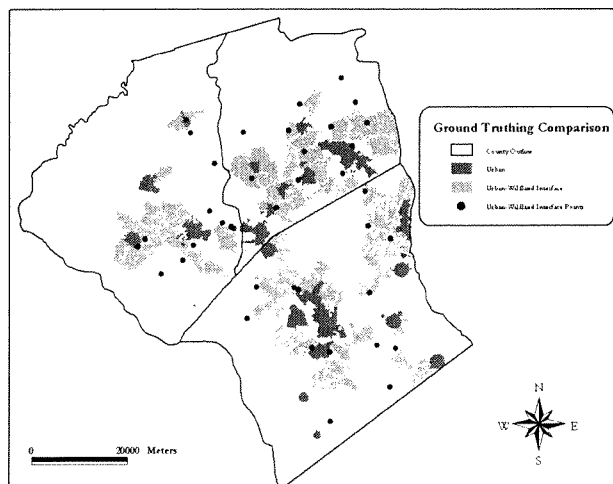 Ground Truthing Comparison
County Outline
Urban
Urban-Wildland Interface
Urban-Wildland Interface Points
N
W E
S
0 20000 Meters